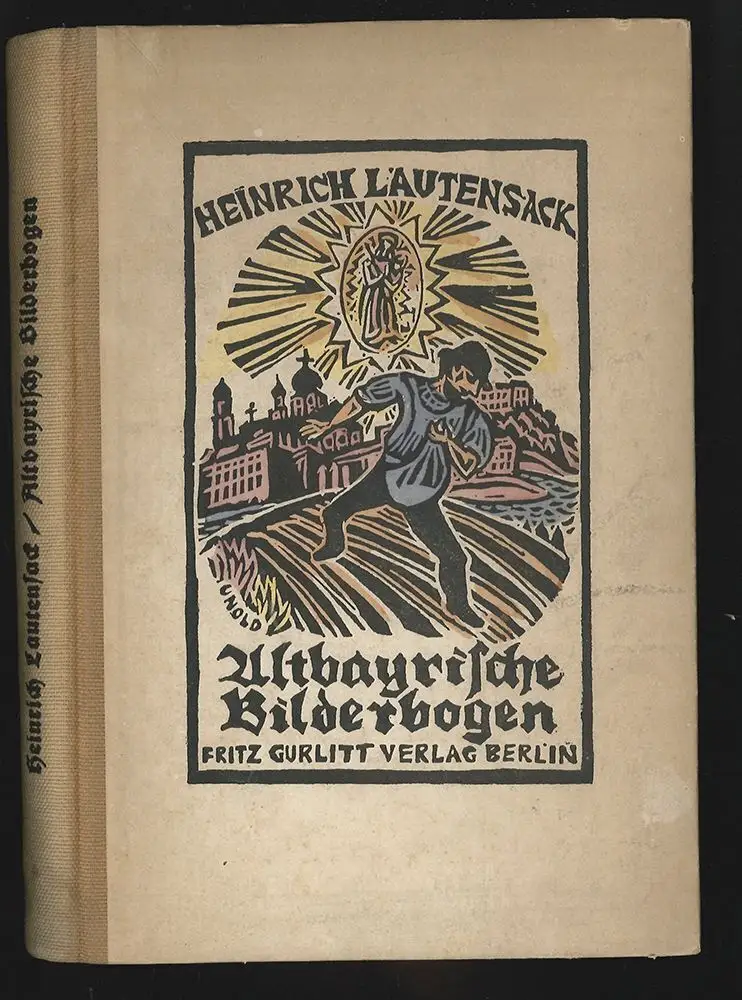 Heinrich Lautensack / Altbayrische Bilderbogen
HEINRICH LAUTENSACK
UNOLD
Altbayrische
Bilderbogen
FRITZ GURLITT VERLAG BERLIN